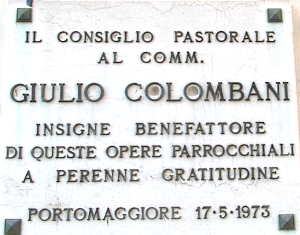 IL CONSIGLIO PASTORALE
AL COMM.
GIULIO COLOMBANI
INSIGNE BENEFATTORE
DI QUESTE OPERE PARROCCHIALI
A PERENNE GRATITUDINE
PORTOMAGGIORE 17·5·1973